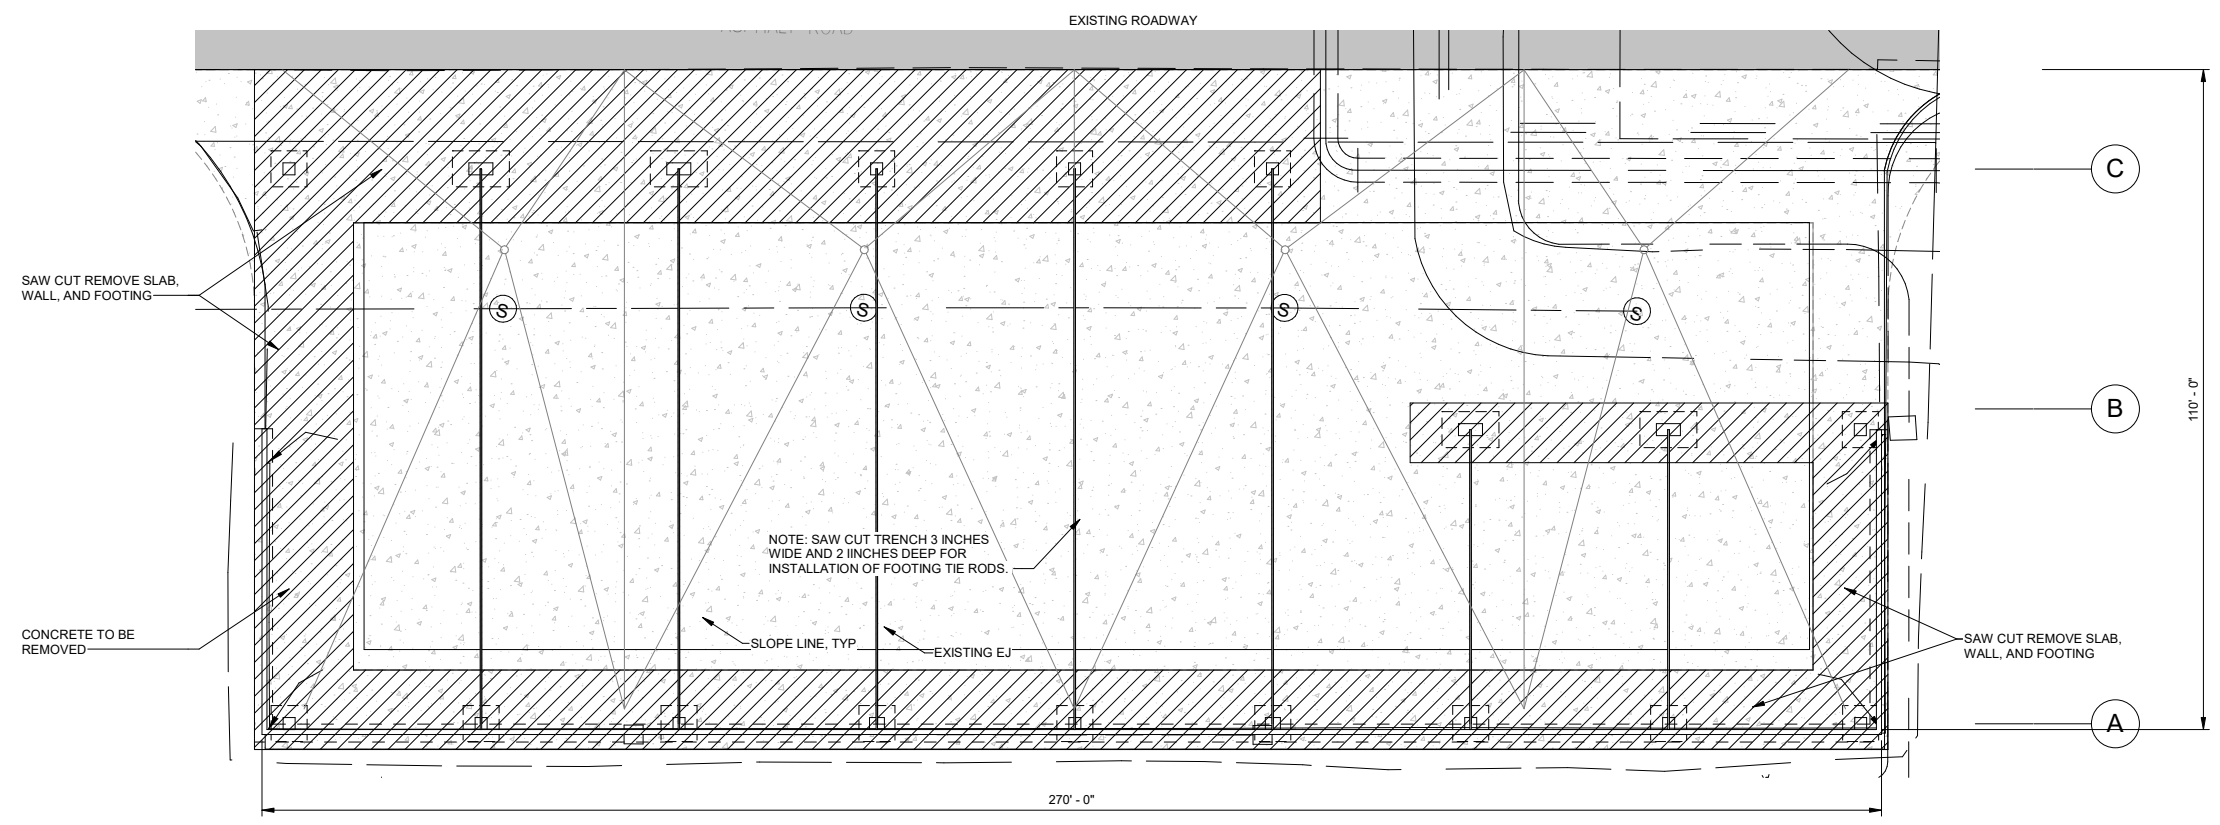 EXISTING ROADWAY
C
SAW CUT REMOVE SLAB,
WALL, AND FOOTING
S
S
S
S
B
110' - 0"
NOTE: SAW CUT TRENCH 3 INCHES
WIDE AND 2 IINCHES DEEP FOR
INSTALLATION OF FOOTING TIE RODS.
CONCRETE TO BE
REMOVED
SLOPE LINE, TYP
EXISTING EJ
SAW CUT REMOVE SLAB,
WALL, AND FOOTING
A
270' - 0"